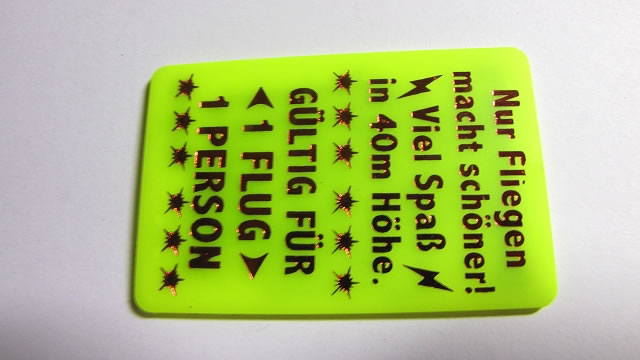 Nur Fliegen
macht schöner!
Viel Spaß
in 40m Höhe.
GÜLTIG FÜR
1 FLUG
1 PERSON